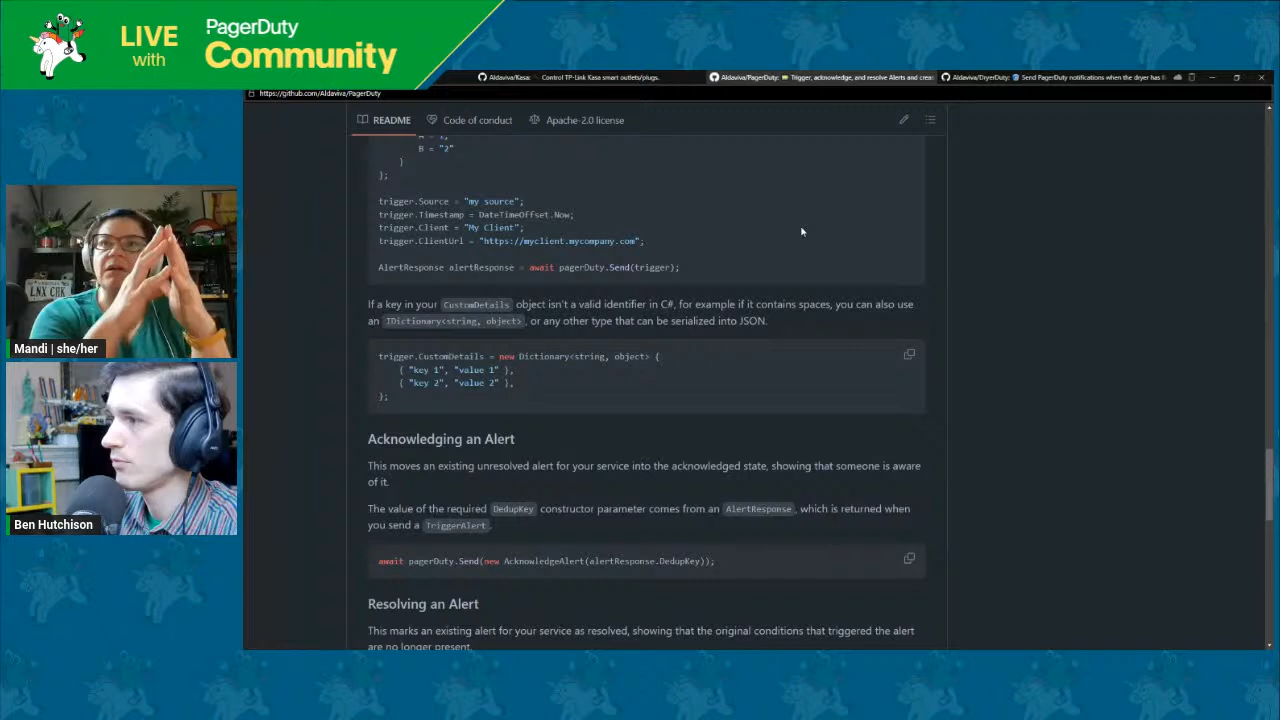 LIVE
with
PagerDuty
Community
Aldaviva/Kasa: Control TP-Link Kasa smart outlets/plugs.
Aldaviva/PagerDuty: Trigger, acknowledge, and resolve Alerts and crea
Aldaviva/DryerDuty: Send PagerDuty notifications when the dryer has fi
https://github.com/Aldaviva/PagerDuty
README
Code of conduct
Apache-2.0 license
B = "2"
}
};
trigger.Source = "my source";
trigger.Timestamp = DateTimeOffset.Now;
trigger.Client = "My Client";
trigger.ClientUrl = "https://myclient.mycompany.com";
AlertResponse alertResponse = await pagerDuty.Send(trigger);
If a key in your CustomDetails object isn't a valid identifier in C#, for example if it contains spaces, you can also use
an IDictionary<string, object>, or any other type that can be serialized into JSON.
trigger.CustomDetails = new Dictionary<string, object> {
{ "key 1", "value 1" },
{ "key 2", "value 2" },
};
Acknowledging an Alert
This moves an existing unresolved alert for your service into the acknowledged state, showing that someone is aware
of it.
The value of the required DedupKey constructor parameter comes from an AlertResponse, which is returned when
you send a TriggerAlert.
await pagerDuty.Send(new AcknowledgeAlert(alertResponse.DedupKey));
Resolving an Alert
This marks an existing alert for your service as resolved, showing that the original conditions that triggered the alert
are no longer present.
LNX CHK
Mandi | she/her
Ben Hutchison